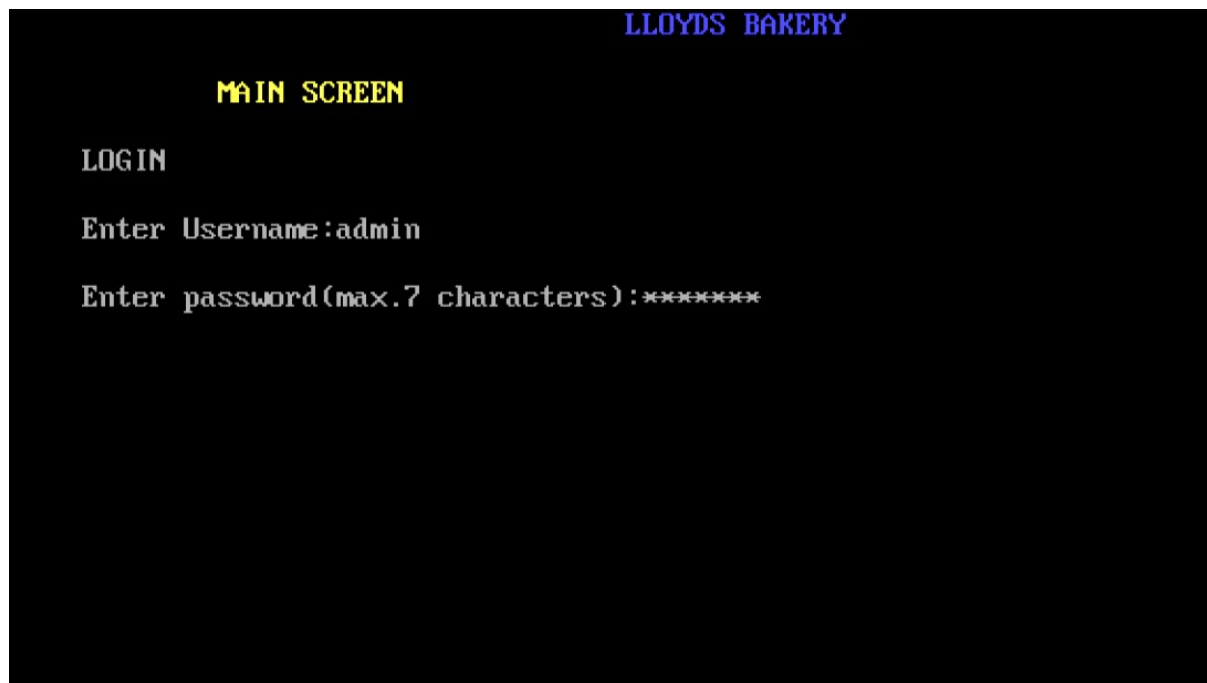 LLOYDS BAKERY
MAIN SCREEN
LOGIN
Enter Username:admin
Enter password(max.7 characters):*******